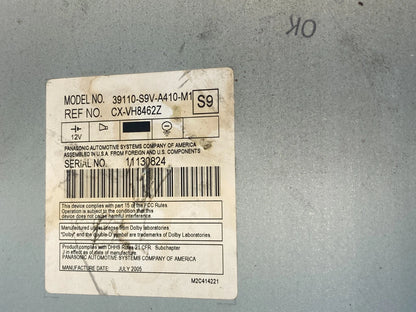 OK
MODEL NO. 39110-S9V-A410-M1 S9
REF NO. CX-VH8462Z
12V
PANASONIC AUTOMOTIVE SYSTEMS COMPANY OF AMERICA
ASSEMBLED IN U.S.A. FROM FOREIGN AND U.S. COMPONENTS
SERIAL NO. 11130824
This device complies with part 15 of the FCC Rules
Operation is subject to the condition that this
device does not cause harmful interference.
Manufactured under license from Dolby laboratories.
"Dolby" and the double-D symbol are trademarks of Dolby Laboratories.
Product complies with DHHS Rules 21 CFR. Subchapter
J in effect as of date of manufacture.
PANASONIC AUTOMOTIVE SYSTEMS COMPANY OF AMERICA
MANUFACTURE DATE: JULY 2005
M2C414221